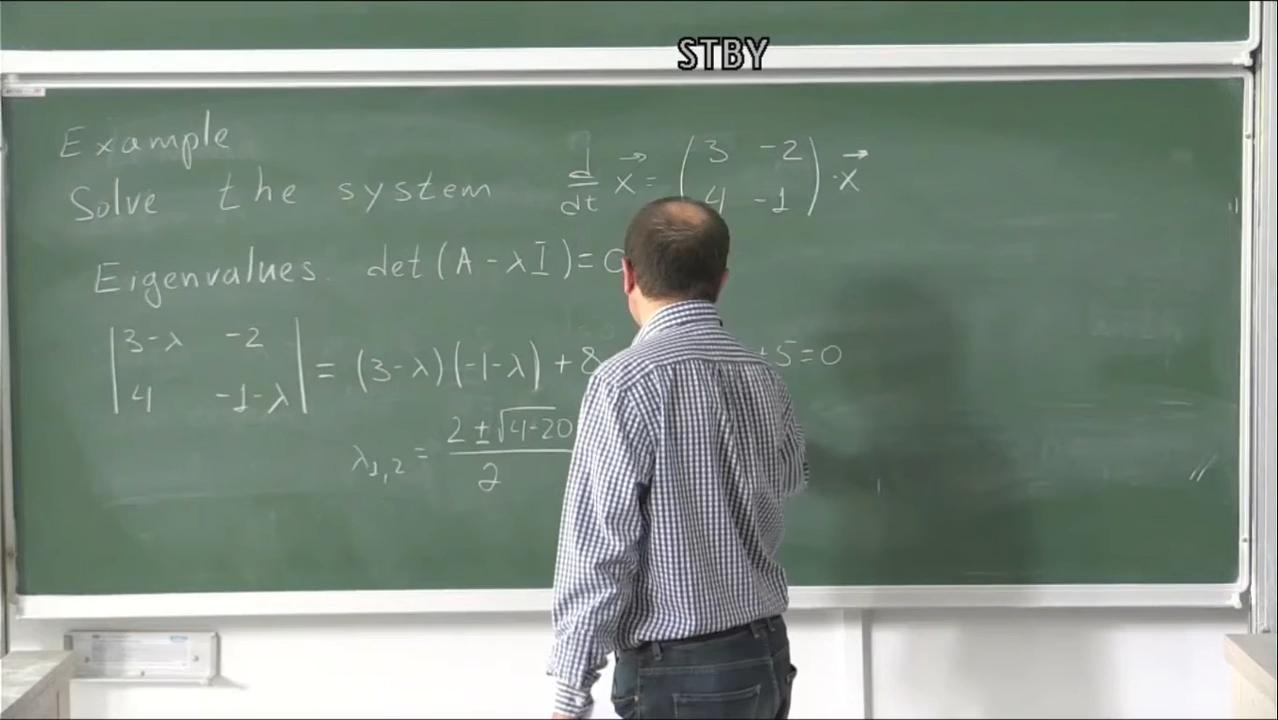 STBY
Example
Solve the system d/dt x⃗ = (3 -2; 4 -1) · x⃗
Eigenvalues. det(A - λI) = 0
|3-λ -2; 4 -1-λ| = (3-λ)(-1-λ) + 8 +5 = 0
λ1,2 = (2 ± √(4-20))/2